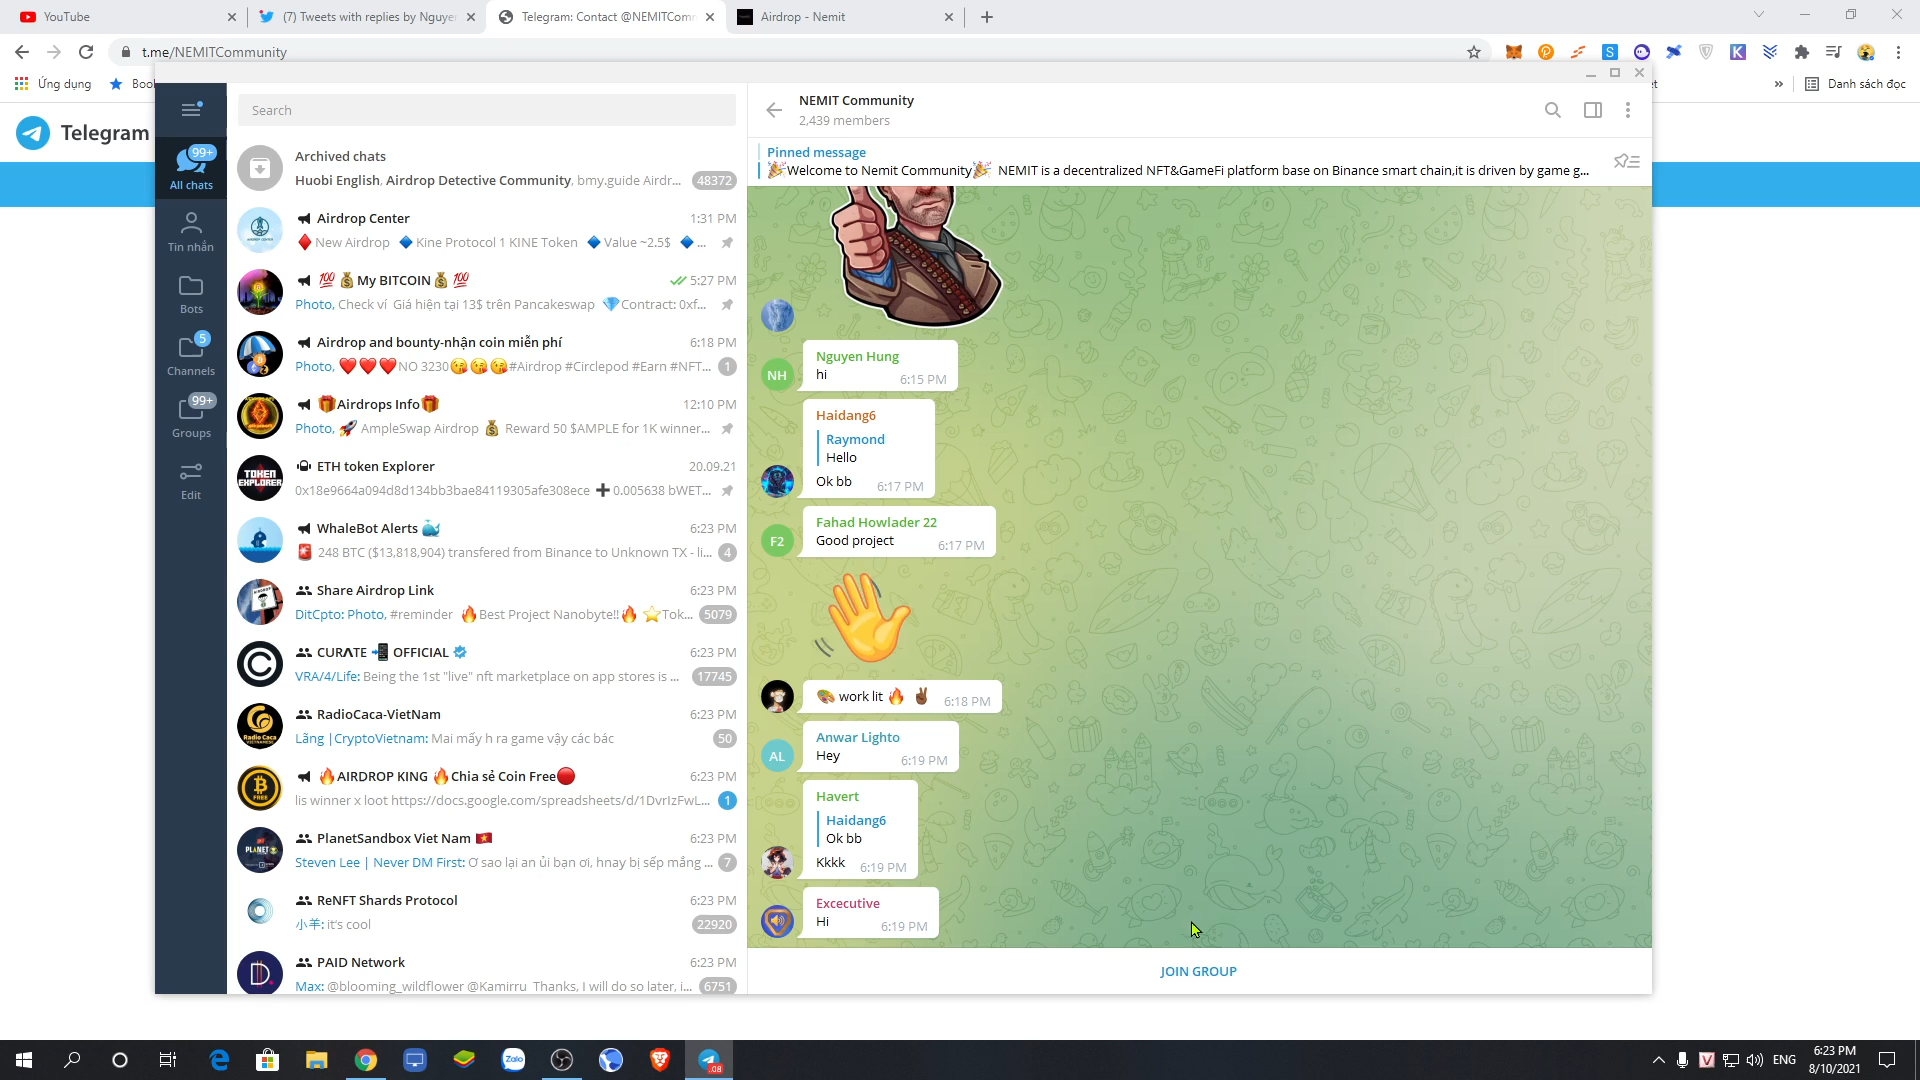 YouTube
(7) Tweets with replies by Nguye
Telegram: Contact @NEMITCom
Airdrop - Nemit
t.me/NEMITCommunity
Ứng dụng
Danh sách đọc
Telegram
Search
NEMIT Community
2,439 members
Pinned message
🎉Welcome to Nemit Community🎉 NEMIT is a decentralized NFT&GameFi platform base on Binance smart chain,it is driven by game g...
99+
All chats
Tin nhắn
Bots
5
Channels
99+
Groups
Edit
Archived chats
Huobi English, Airdrop Detective Community, bmy.guide Airdr...
48372
Airdrop Center
1:31 PM
♦️New Airdrop 🔷Kine Protocol 1 KINE Token 🔷Value ~2.5$ 🔷...
💯💰My BITCOIN💰💯
5:27 PM
Photo, Check ví Giá hiện tại 13$ trên Pancakeswap 💎Contract: 0xf...
Airdrop and bounty-nhận coin miễn phí
6:18 PM
Photo, ❤️❤️❤️NO 3230😘😘😘#Airdrop #Circlepod #Earn #NFT...
1
🎁Airdrops Info🎁
12:10 PM
Photo, 🚀 AmpleSwap Airdrop 💰 Reward 50 $AMPLE for 1K winner...
TOKEN
EXPLORER
ETH token Explorer
20.09.21
0x18e9664a094d8d134bb3bae84119305afe308ece ➕0.005638 bWET...
WhaleBot Alerts 🐳
6:23 PM
🚨 248 BTC ($13,818,904) transfered from Binance to Unknown TX - li...
4
Share Airdrop Link
6:23 PM
DitCpto: Photo, #reminder 🔥Best Project Nanobyte!!🔥 ⭐Tok...
5079
CURΛTE 📲 OFFICIAL
6:23 PM
VRA/4/Life: Being the 1st "live" nft marketplace on app stores is ...
17745
Radio Caca
RadioCaca-VietNam
6:23 PM
Lãng |CryptoVietnam: Mai mấy h ra game vậy các bác
50
FREE
🔥AIRDROP KING 🔥Chia sẻ Coin Free🔴
6:23 PM
lis winner x loot https://docs.google.com/spreadsheets/d/1DvrIzFwL...
1
PLANET
PlanetSandbox Viet Nam 🇻🇳
6:23 PM
Steven Lee | Never DM First: Ơ sao lại an ủi bạn ơi, hnay bị sếp mắng ...
7
ReNFT Shards Protocol
6:23 PM
小羊: it's cool
22920
PAID Network
6:23 PM
Max: @blooming_wildflower @Kamirru Thanks, I will do so later, i...
6751
NH
Nguyen Hung
hi
6:15 PM
Haidang6
Raymond
Hello
Ok bb
6:17 PM
F2
Fahad Howlader 22
Good project
6:17 PM
🎨 work lit 🔥 ✌🏾
6:18 PM
AL
Anwar Lighto
Hey
6:19 PM
Havert
Haidang6
Ok bb
Kkkk
6:19 PM
Excecutive
Hi
6:19 PM
JOIN GROUP
Zalo
ENG
6:23 PM
8/10/2021